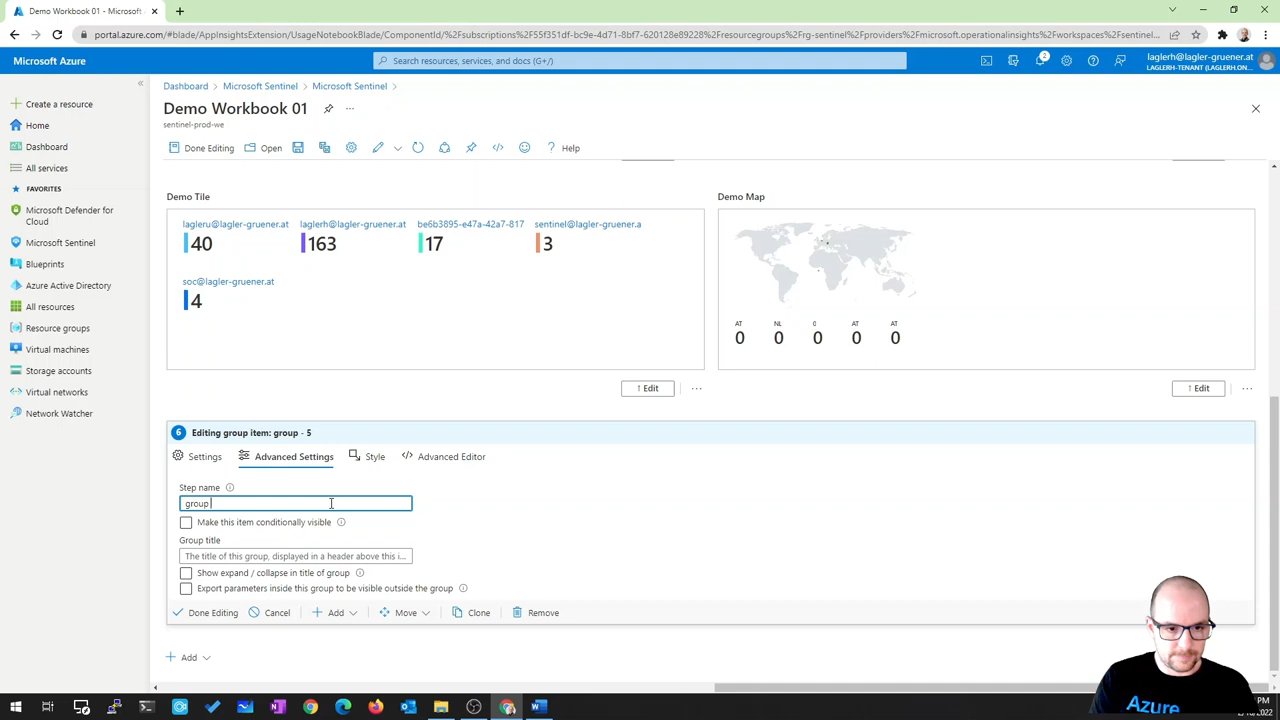 Demo Workbook 01 - Microsoft
portal.azure.com/#blade/AppInsightsExtension/UsageNotebookBlade/ComponentId/%2Fsubscriptions%2F55f351df-bc9e-4d71-8bf7-620128e89228%2Fresourcegroups%2Frg-sentinel%2Fproviders%2Fmicrosoft.operationalinsights%2Fworkspaces%2Fsentinel...
Microsoft Azure
Search resources, services, and docs (G+/)
2
laglerh@lagler-gruener.at
LAGLERH-TENANT (LAGLERH.ON...
Create a resource
Home
Dashboard
All services
FAVORITES
Microsoft Defender for
Cloud
Microsoft Sentinel
Blueprints
Azure Active Directory
All resources
Resource groups
Virtual machines
Storage accounts
Virtual networks
Network Watcher
Dashboard > Microsoft Sentinel > Microsoft Sentinel >
Demo Workbook 01
sentinel-prod-we
Done Editing
Open
Help
Demo Tile
lagleru@lagler-gruener.at
40
laglerh@lagler-gruener.at
163
be6b3895-e47a-42a7-817
17
sentinel@lagler-gruener.a
3
soc@lagler-gruener.at
4
Demo Map
AT NL 0 AT AT
0 0 0 0 0
↑ Edit
↑ Edit
6 Editing group item: group - 5
Settings
Advanced Settings
Style
Advanced Editor
Step name
group
Make this item conditionally visible
Group title
The title of this group, displayed in a header above this i...
Show expand / collapse in title of group
Export parameters inside this group to be visible outside the group
Done Editing
Cancel
Add
Move
Clone
Remove
Add
Azure
PM